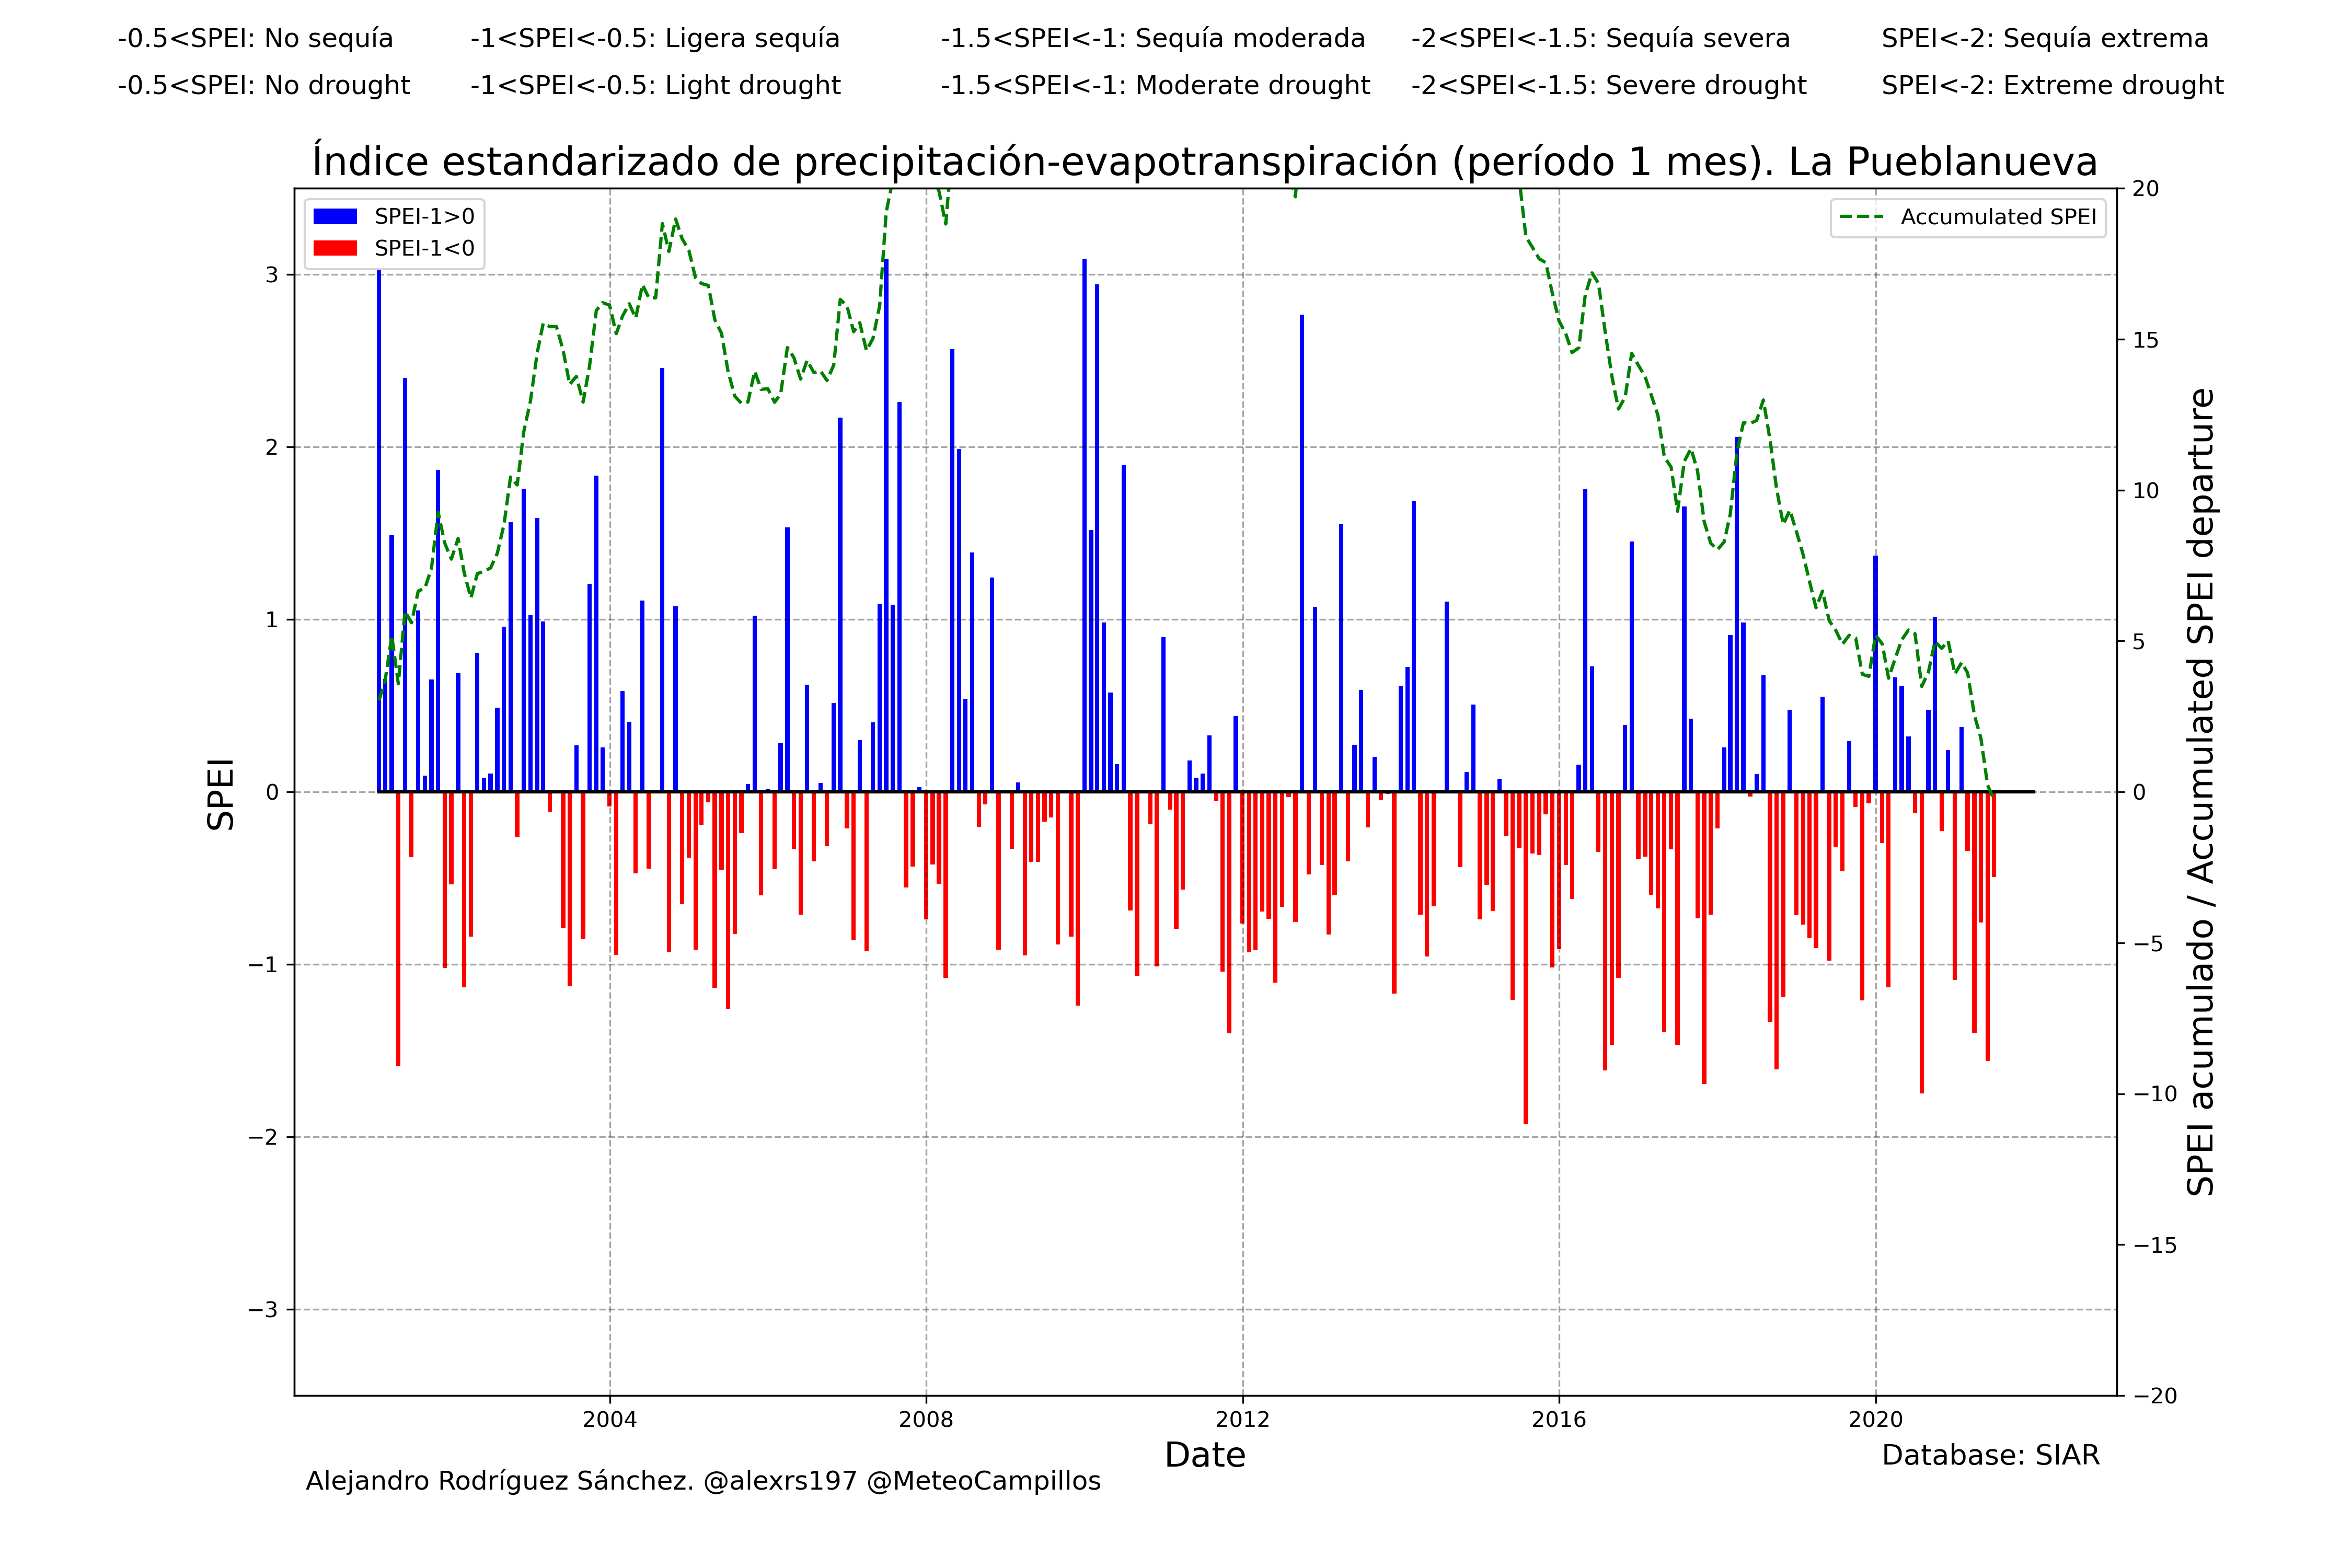 -0.5<SPEI: No sequía -1<SPEI<-0.5: Ligera sequía -1.5<SPEI<-1: Sequía moderada -2<SPEI<-1.5: Sequía severa SPEI<-2: Sequía extrema
-0.5<SPEI: No drought -1<SPEI<-0.5: Light drought -1.5<SPEI<-1: Moderate drought -2<SPEI<-1.5: Severe drought SPEI<-2: Extreme drought
Índice estandarizado de precipitación-evapotranspiración (período 1 mes). La Pueblanueva
SPEI-1>0
SPEI-1<0
Accumulated SPEI
SPEI
3
2
1
0
−1
−2
−3
20
15
10
5
0
−5
−10
−15
−20
SPEI acumulado / Accumulated SPEI departure
2004 2008 2012 2016 2020
Date
Database: SIAR
Alejandro Rodríguez Sánchez. @alexrs197 @MeteoCampillos